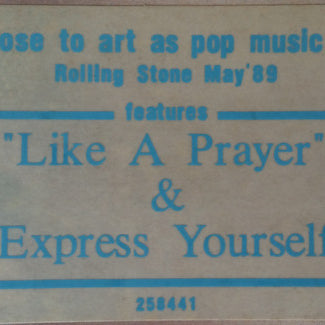 ose to art as pop music
Rolling Stone May'89
features
"Like A Prayer"
&
Express Yourself
258441